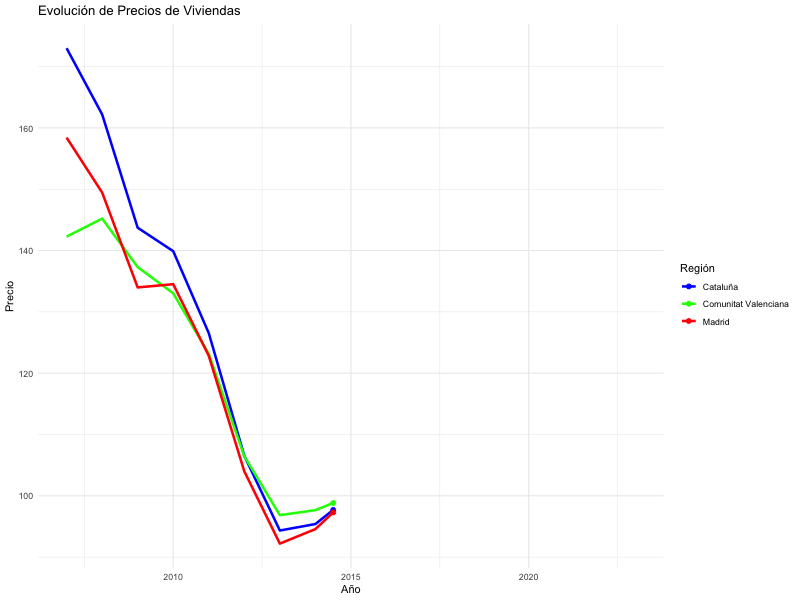 Evolución de Precios de Viviendas
Precio
160
140
120
100
2010
2015
2020
Año
Región
Cataluña
Comunitat Valenciana
Madrid